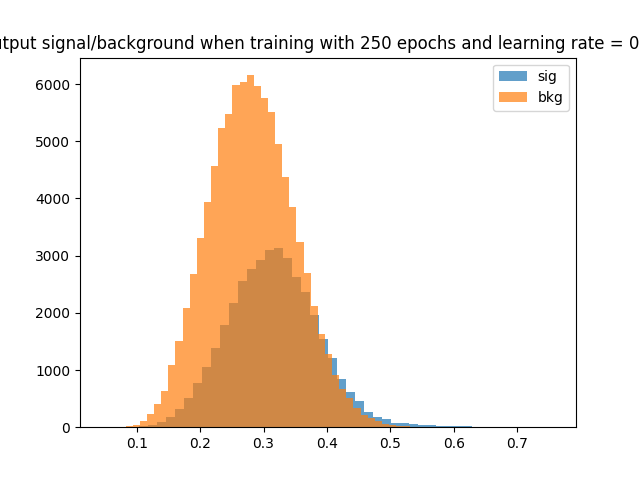 output signal/background when training with 250 epochs and learning rate = 0
sig
bkg
6000
5000
4000
3000
2000
1000
0
0.1 0.2 0.3 0.4 0.5 0.6 0.7